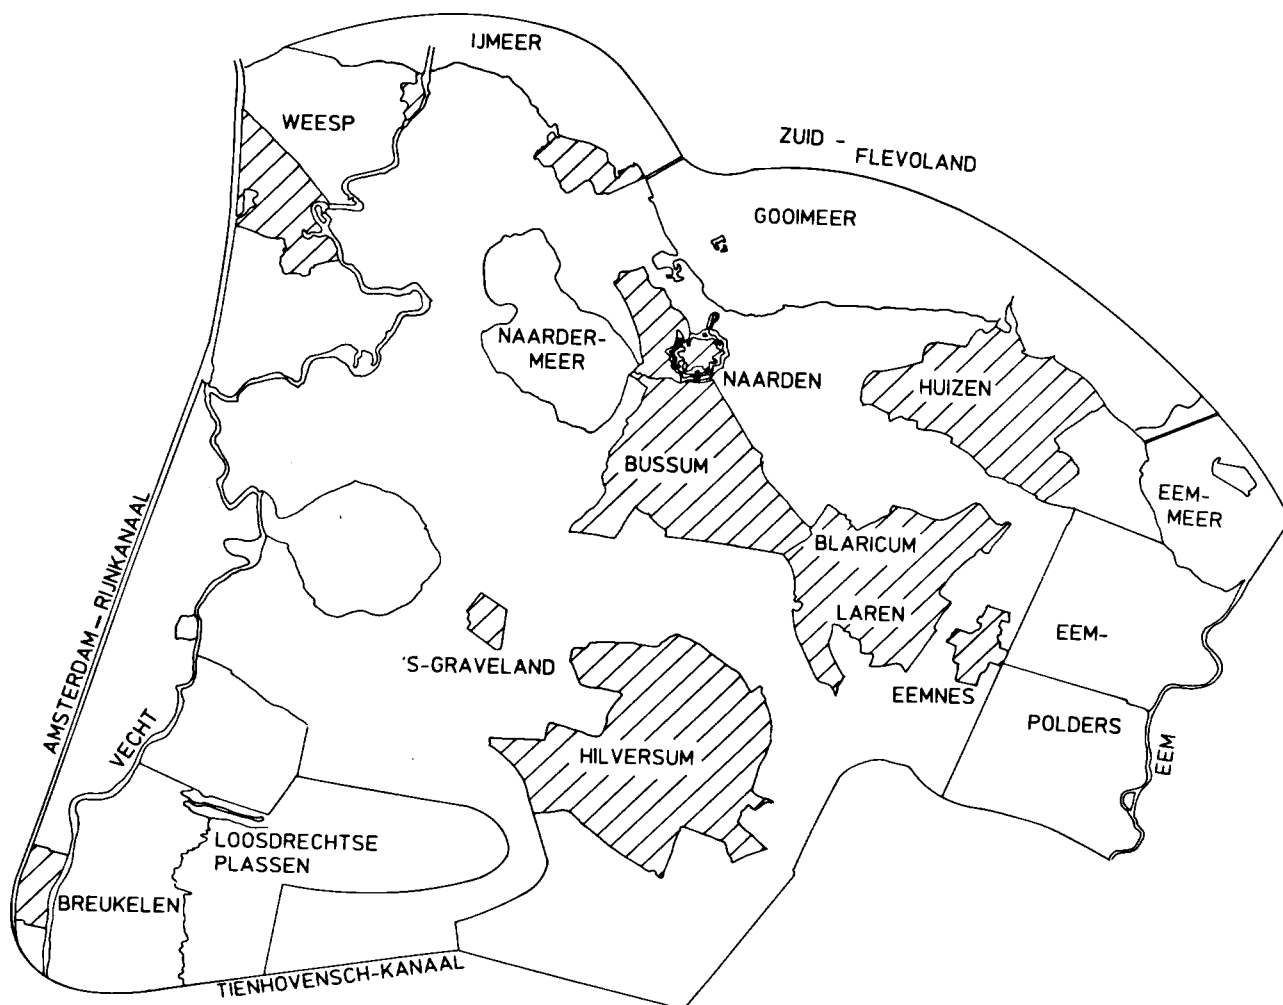 IJMEER
WEESP
ZUID -
FLEVOLAND
GOOIMEER
NAARDER-
MEER
NAARDEN
HUIZEN
BUSSUM
EEM-
MEER
BLARICUM
LAREN
EEM-
'S-GRAVELAND
EEMNES
POLDERS
AMSTERDAM - RIJNKANAAL
VECHT
HILVERSUM
EEM
LOOSDRECHTSE
PLASSEN
BREUKELEN
TIENHOVENSCH-KANAAL